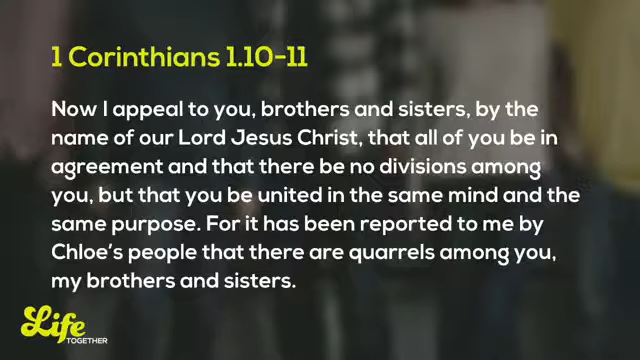 1 Corinthians 1.10-11
Now I appeal to you, brothers and sisters, by the
name of our Lord Jesus Christ, that all of you be in
agreement and that there be no divisions among
you, but that you be united in the same mind and the
same purpose. For it has been reported to me by
Chloe’s people that there are quarrels among you,
my brothers and sisters.
Life
TOGETHER